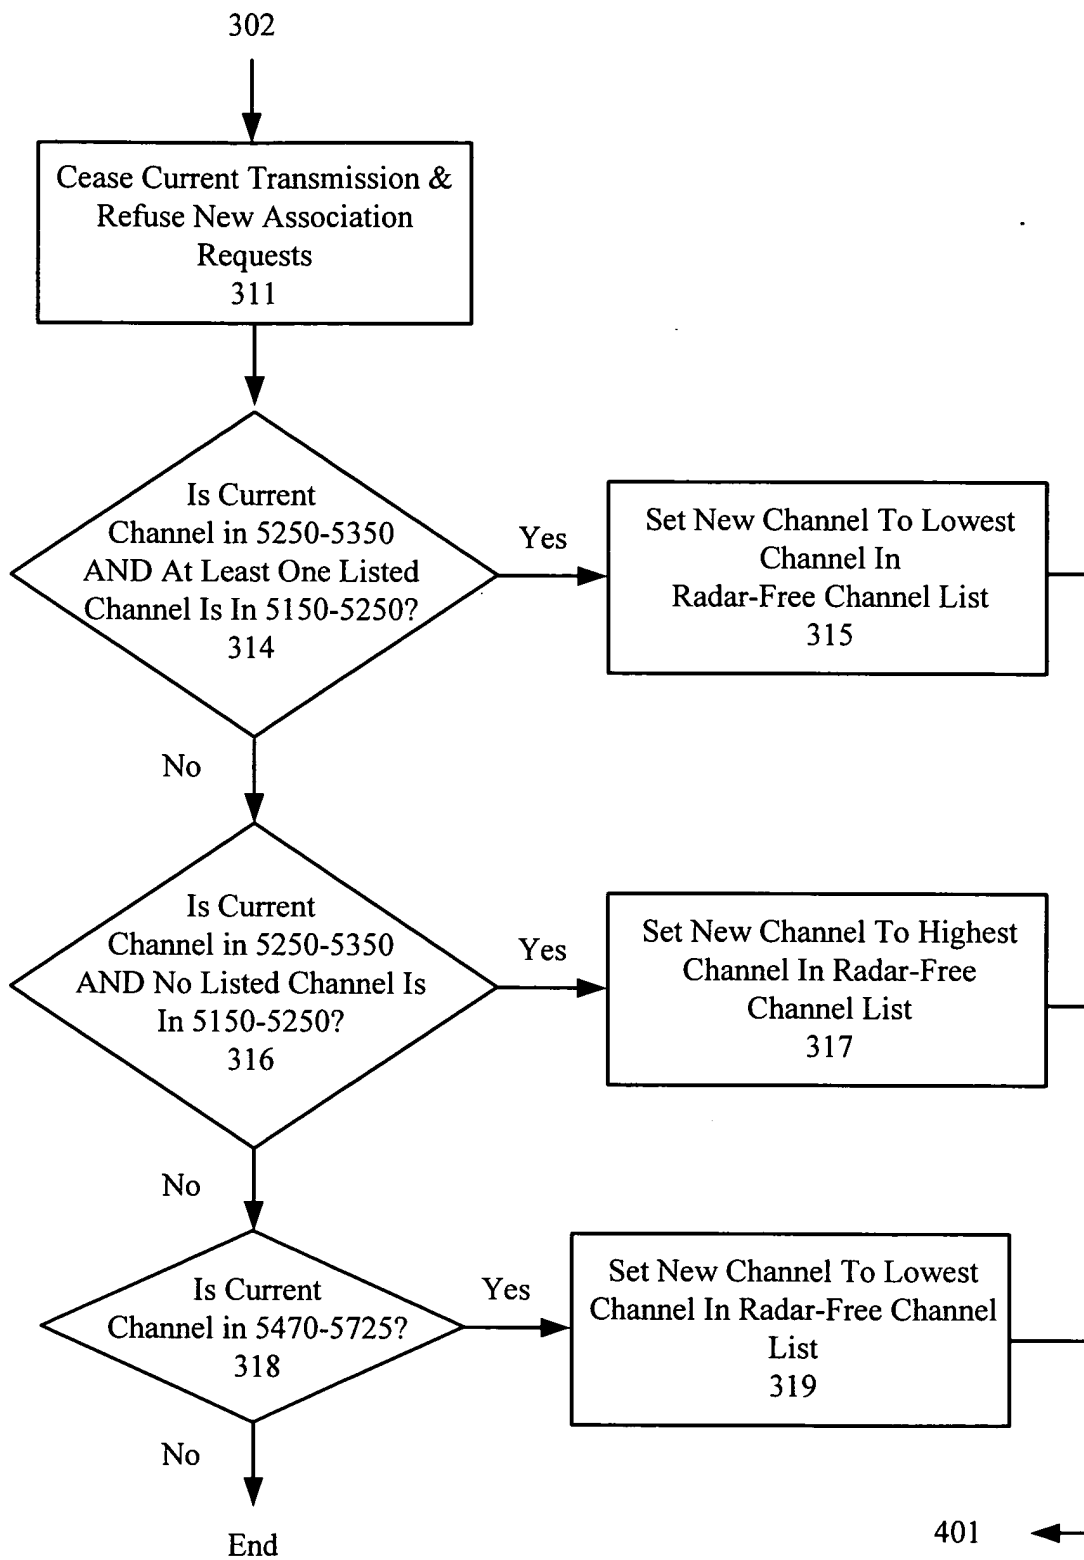 302
Cease Current Transmission &
Refuse New Association
Requests
311
Is Current
Channel in 5250-5350
AND At Least One Listed
Channel Is In 5150-5250?
314
Yes
Set New Channel To Lowest
Channel In
Radar-Free Channel List
315
No
Is Current
Channel in 5250-5350
AND No Listed Channel Is
In 5150-5250?
316
Yes
Set New Channel To Highest
Channel In Radar-Free
Channel List
317
No
Is Current
Channel in 5470-5725?
318
Yes
Set New Channel To Lowest
Channel In Radar-Free Channel
List
319
No
End
401